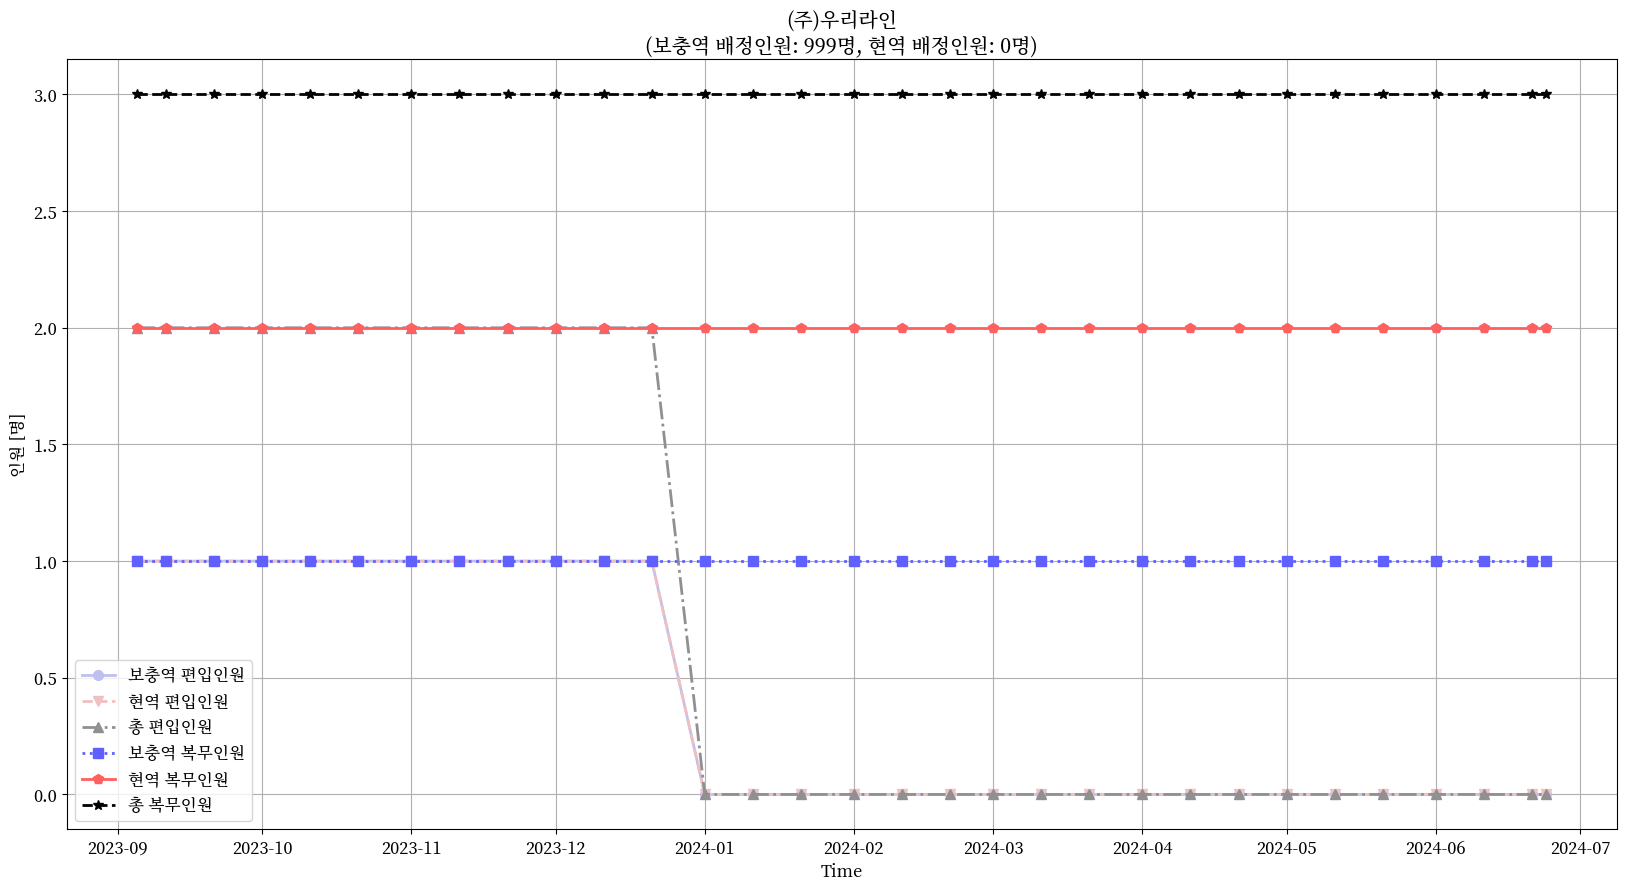 (주)우리라인
(보충역 배정인원: 999명, 현역 배정인원: 0명)
3.0
2.5
2.0
1.5
1.0
0.5
0.0
인원 [명]
보충역 편입인원
현역 편입인원
총 편입인원
보충역 복무인원
현역 복무인원
총 복무인원
2023-09 2023-10 2023-11 2023-12 2024-01 2024-02 2024-03 2024-04 2024-05 2024-06 2024-07
Time